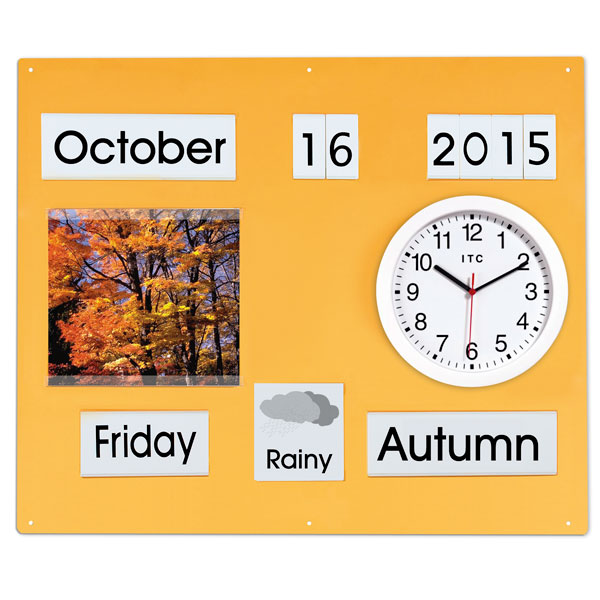 October 16 2015
11 12 1
10 ITC 2
9 3
8 4
7 6 5
Friday Rainy Autumn